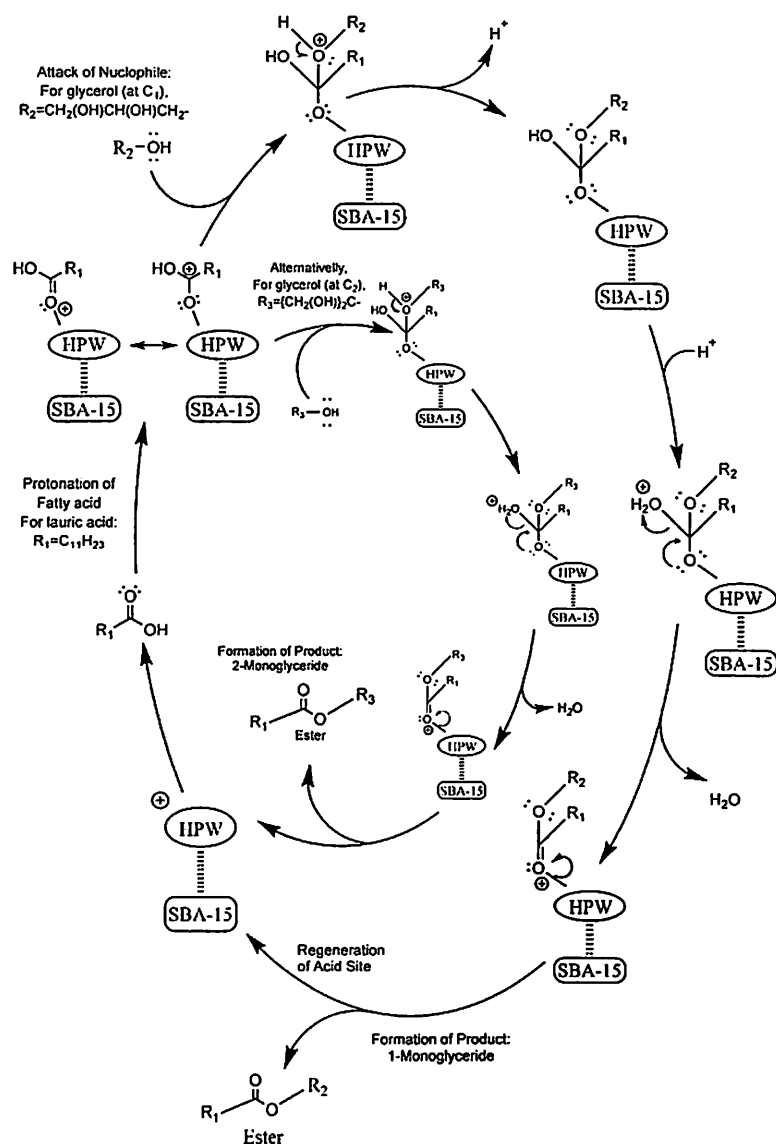 H
R₂
⊕
HO
:O:
R₁
:O:
HPW
SBA-15
H⁺
Attack of Nuclophile:
For glycerol (at C₁),
R₂=CH₂(OH)CH(OH)CH₂-
R₂–ÖH
R₂
:O:
HO
R₁
:O:
HPW
SBA-15
HO
R₁
O
⊕
HPW
SBA-15
HO
⊕
R₁
:O:
HPW
SBA-15
Alternativelly,
For glycerol (at C₂),
R₃={CH₂(OH)}₂C-
H
R₃
⊕
HO
O
R₁
:O:
HPW
SBA-15
R₃–OH
H⁺
Protonation of
Fatty acid
For lauric acid:
R₁=C₁₁H₂₃
:O:
R₁
OH
R₃
⊕
H₂O
:O:
R₁
:O:
HPW
SBA-15
R₂
⊕
H₂O
:O:
R₁
:O:
HPW
SBA-15
Formation of Product:
2-Monoglyceride
O
R₁
O
R₃
Ester
R₃
:O:
R₁
O
⊕
HPW
SBA-15
H₂O
H₂O
⊕
HPW
SBA-15
R₂
:O:
R₁
:O
⊕
HPW
SBA-15
Regeneration
of Acid Site
Formation of Product:
1-Monoglyceride
O
R₁
O
R₂
Ester